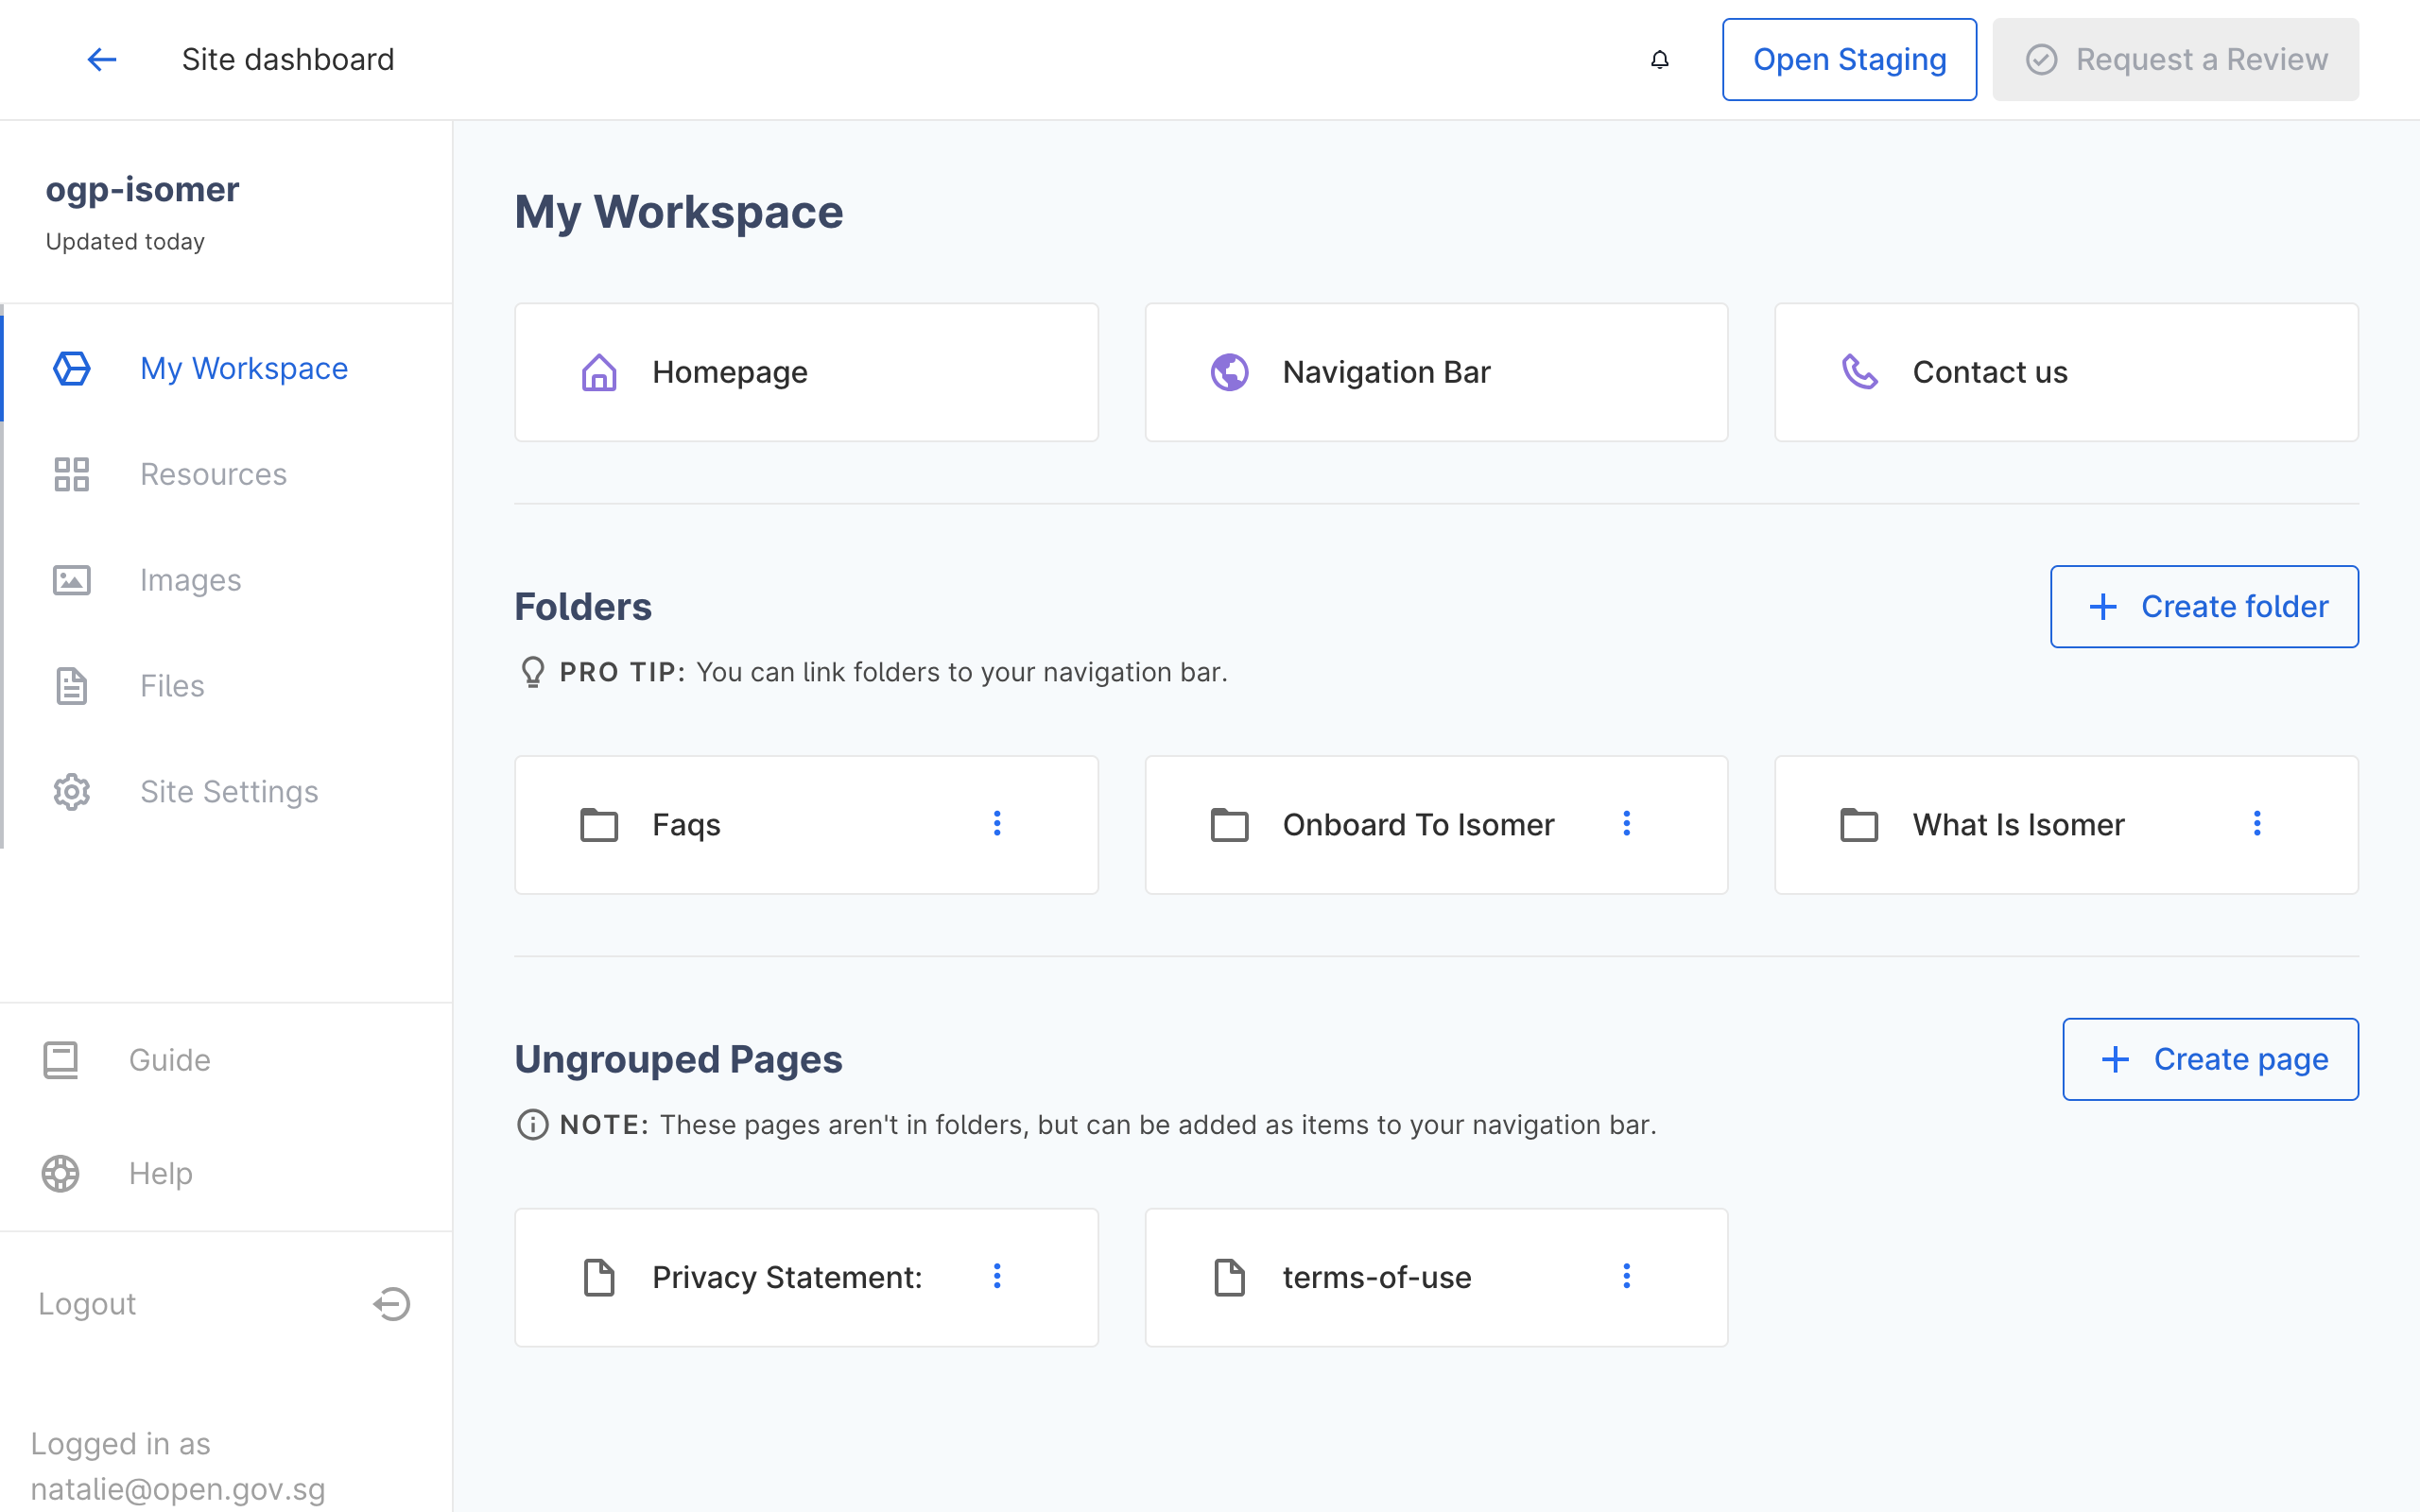 Site dashboard
Open Staging
Request a Review
ogp-isomer
Updated today
My Workspace
Resources
Images
Files
Site Settings
Guide
Help
Logout
Logged in as
natalie@open.gov.sg
My Workspace
Homepage
Navigation Bar
Contact us
Folders
Create folder
PRO TIP: You can link folders to your navigation bar.
Faqs
Onboard To Isomer
What Is Isomer
Ungrouped Pages
Create page
NOTE: These pages aren't in folders, but can be added as items to your navigation bar.
Privacy Statement:
terms-of-use